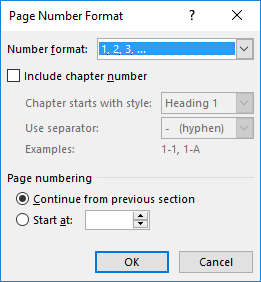 Page Number Format
Number format: 1, 2, 3, ...
Include chapter number
Chapter starts with style: Heading 1
Use separator: - (hyphen)
Examples: 1-1, 1-A
Page numbering
Continue from previous section
Start at:
OK Cancel